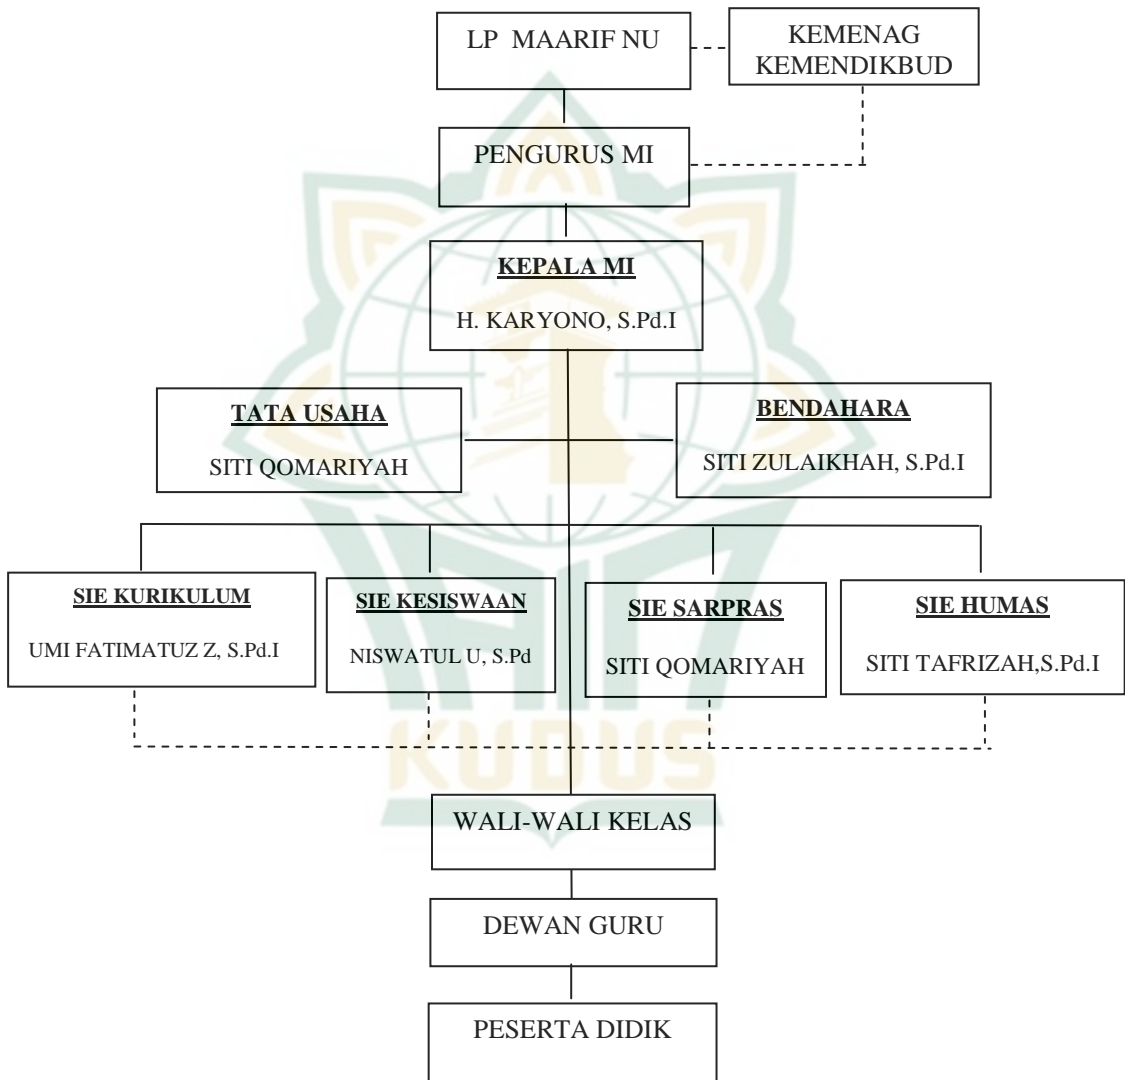 LP MAARIF NU
KEMENAG
KEMENDIKBUD
PENGURUS MI
KEPALA MI
H. KARYONO, S.Pd.I
TATA USAHA
SITI QOMARIYAH
BENDAHARA
SITI ZULAIKHAH, S.Pd.I
SIE KURIKULUM
UMI FATIMATUZ Z, S.Pd.I
SIE KESISWAAN
NISWATUL U, S.Pd
SIE SARPRAS
SITI QOMARIYAH
SIE HUMAS
SITI TAFRIZAH,S.Pd.I
IAIN
KUDUS
WALI-WALI KELAS
DEWAN GURU
PESERTA DIDIK